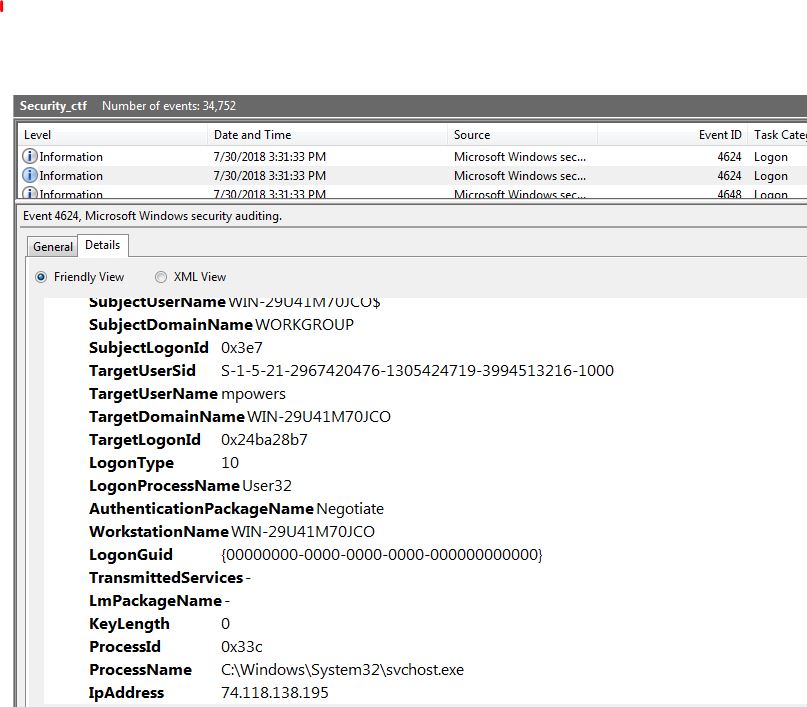 Security_ctf Number of events: 34,752
Level Date and Time Source Event ID Task Cate
Information 7/30/2018 3:31:33 PM Microsoft Windows sec... 4624 Logon
Information 7/30/2018 3:31:33 PM Microsoft Windows sec... 4624 Logon
Information 7/30/2018 3:31:33 PM Microsoft Windows sec... 4648 Logon
Event 4624, Microsoft Windows security auditing.
General Details
Friendly View XML View
SubjectUserName WIN-29U41M70JCO$
SubjectDomainName WORKGROUP
SubjectLogonId 0x3e7
TargetUserSid S-1-5-21-2967420476-1305424719-3994513216-1000
TargetUserName mpowers
TargetDomainName WIN-29U41M70JCO
TargetLogonId 0x24ba28b7
LogonType 10
LogonProcessName User32
AuthenticationPackageName Negotiate
WorkstationName WIN-29U41M70JCO
LogonGuid {00000000-0000-0000-0000-000000000000}
TransmittedServices -
LmPackageName -
KeyLength 0
ProcessId 0x33c
ProcessName C:\Windows\System32\svchost.exe
IpAddress 74.118.138.195